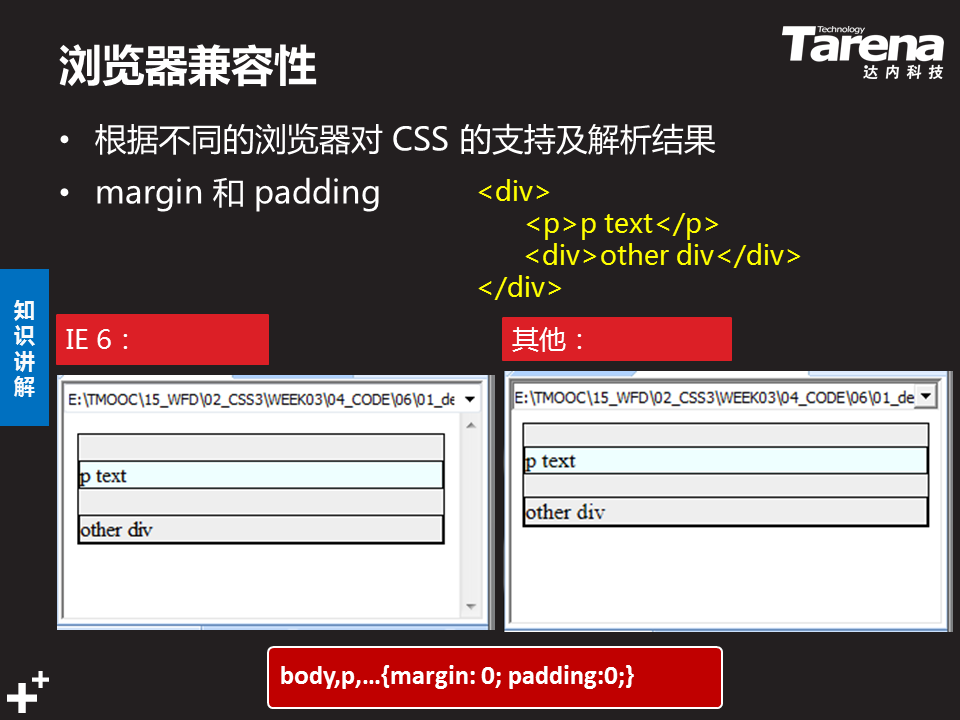 浏览器兼容性
Technology
Tarena
达内科技
• 根据不同的浏览器对 CSS 的支持及解析结果
• margin 和 padding
<div>
<p>p text</p>
<div>other div</div>
</div>
知识讲解
IE 6：
其他：
E:\TMOOC\15_WFD\02_CSS3\WEEK03\04_CODE\06\01_de
p text
other div
E:\TMOOC\15_WFD\02_CSS3\WEEK03\04_CODE\06\01_de
p text
other div
body,p,…{margin: 0; padding:0;}